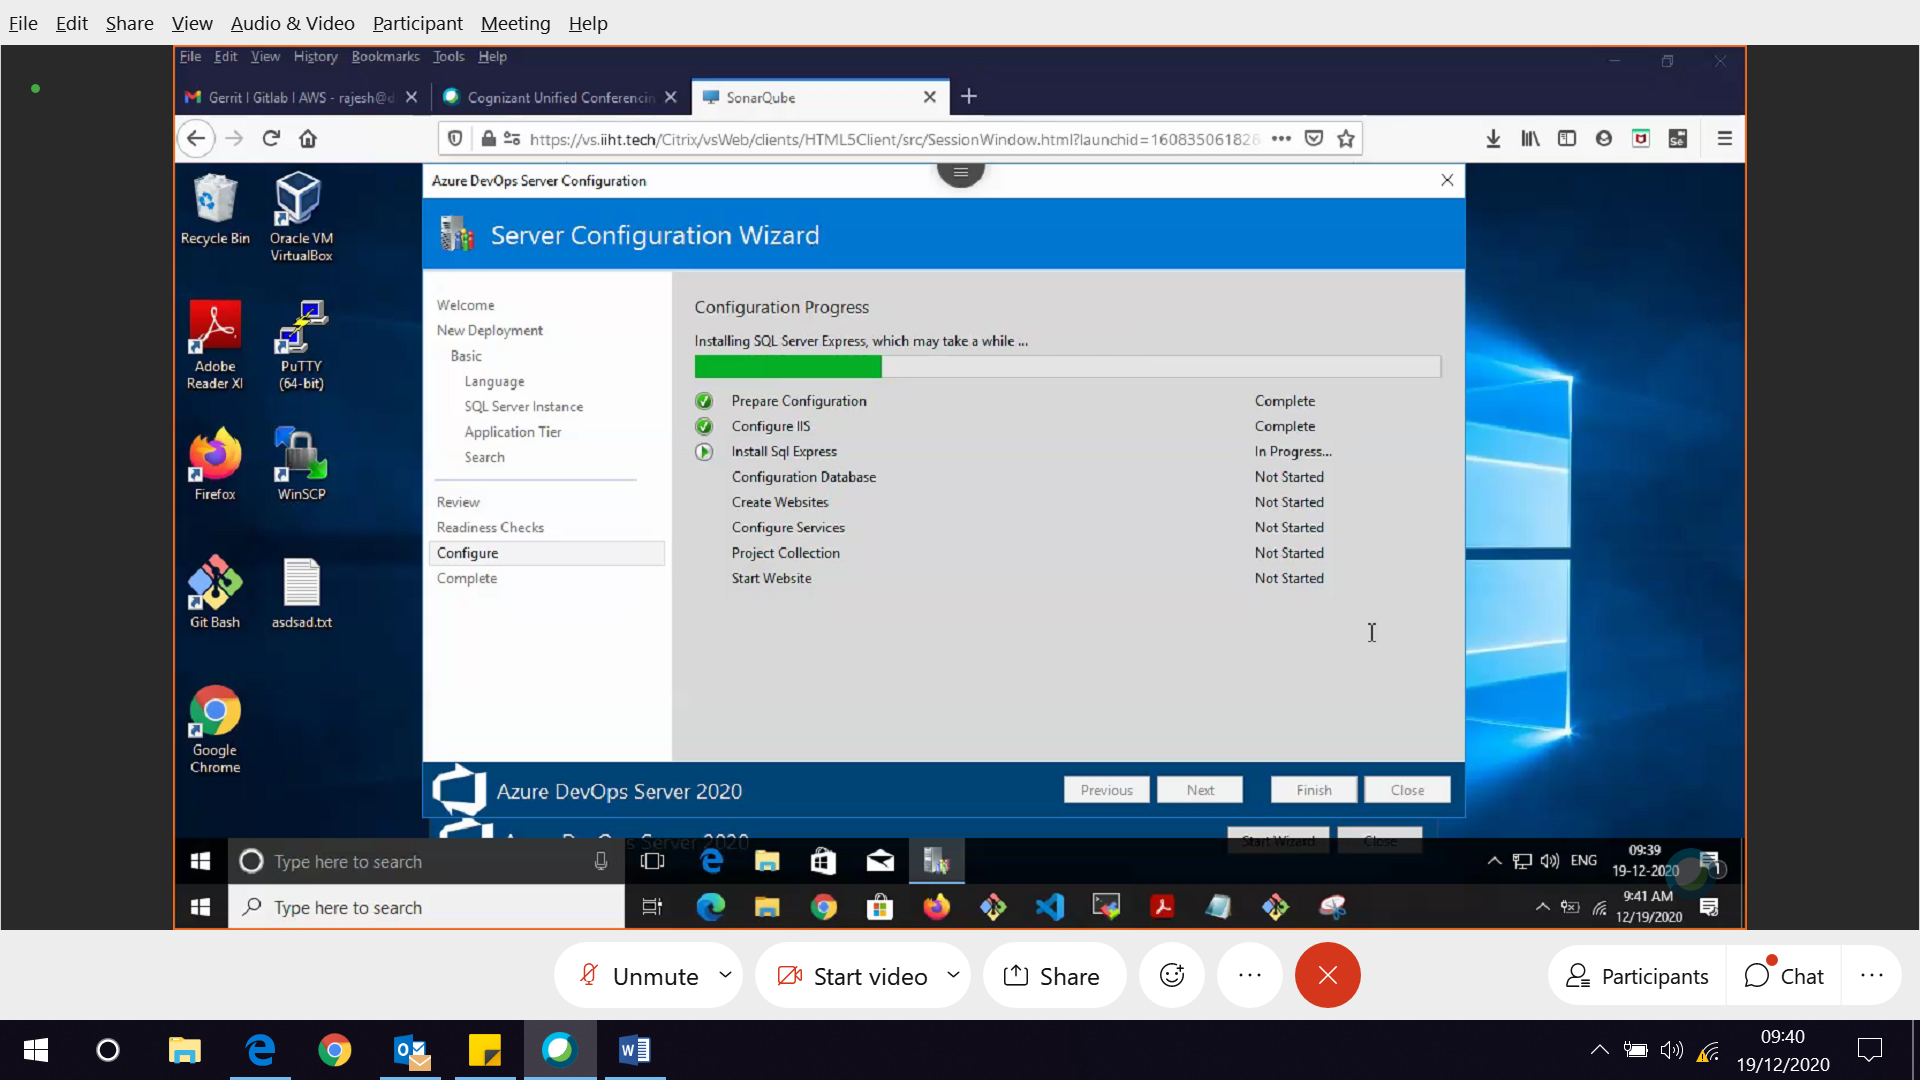 File Edit Share View Audio & Video Participant Meeting Help
File Edit View History Bookmarks Tools Help
Gerrit | Gitlab | AWS - rajesh@d
Cognizant Unified Conferencin
SonarQube
https://vs.iiht.tech/Citrix/vsWeb/clients/HTML5Client/src/SessionWindow.html?launchid=160835061828
Recycle Bin
Oracle VM
VirtualBox
Adobe
Reader XI
PuTTY
(64-bit)
Firefox
WinSCP
Git Bash
asdsad.txt
Google
Chrome
Azure DevOps Server Configuration
Server Configuration Wizard
Welcome
New Deployment
Basic
Language
SQL Server Instance
Application Tier
Search
Review
Readiness Checks
Configure
Complete
Configuration Progress
Installing SQL Server Express, which may take a while ...
Prepare Configuration Complete
Configure IIS Complete
Install Sql Express In Progress...
Configuration Database Not Started
Create Websites Not Started
Configure Services Not Started
Project Collection Not Started
Start Website Not Started
Azure DevOps Server 2020
Previous Next Finish Close
Server 2020
Start Wizard Close
Type here to search
ENG
09:39
19-12-2020
1
Type here to search
9:41 AM
12/19/2020
Unmute Start video Share Participants Chat
09:40
19/12/2020